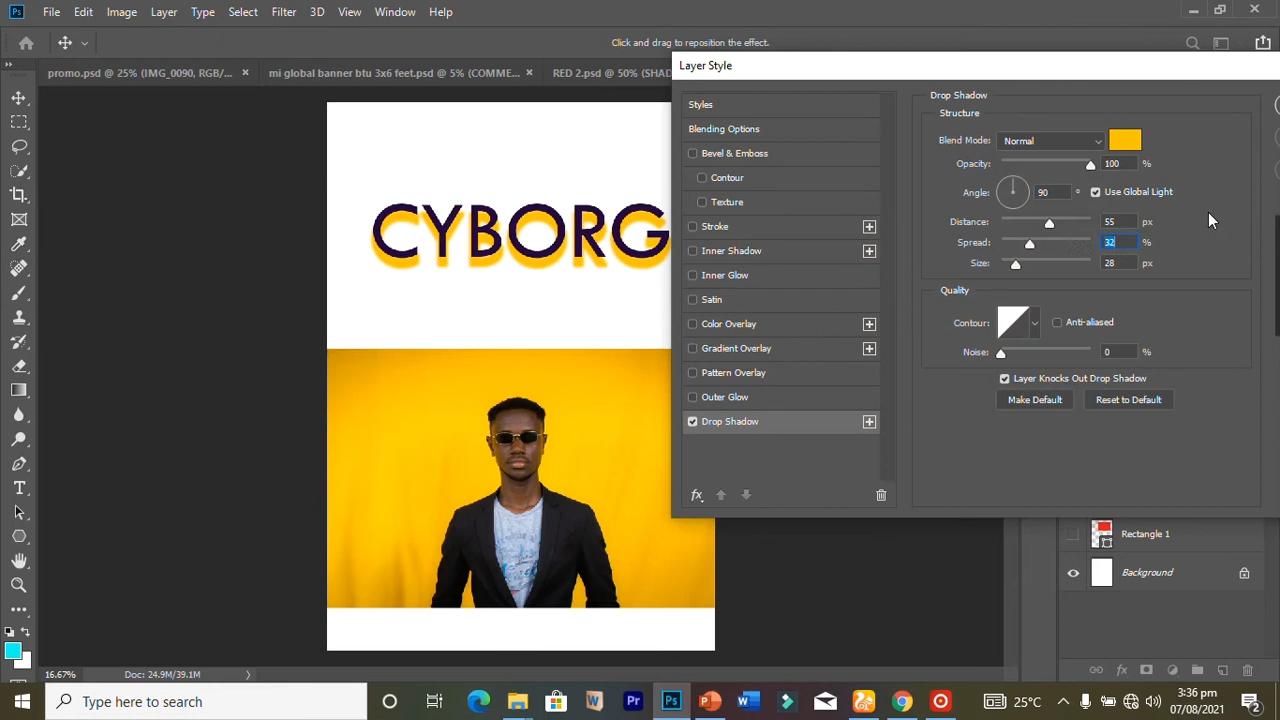 Ps File Edit Image Layer Type Select Filter 3D View Window Help
Click and drag to reposition the effect.
promo.psd @ 25% (IMG_0090, RGB/... × mi global banner btu 3x6 feet.psd @ 5% (COMME... × RED 2.psd @ 50% (SHAD
Layer Style
Styles
Blending Options
Bevel & Emboss
Contour
Texture
Stroke
Inner Shadow
Inner Glow
Satin
Color Overlay
Gradient Overlay
Pattern Overlay
Outer Glow
Drop Shadow
fx
Drop Shadow
Structure
Blend Mode: Normal
Opacity: 100 %
Angle: 90 ° Use Global Light
Distance: 55 px
Spread: 32 %
Size: 28 px
Quality
Contour: Anti-aliased
Noise: 0 %
Layer Knocks Out Drop Shadow
Make Default Reset to Default
CYBORG
Rectangle 1
Background
fx
16.67% Doc: 24.9M/39.1M
Type here to search
W Pr Ps P W
25°C
3:36 pm
07/08/2021
2